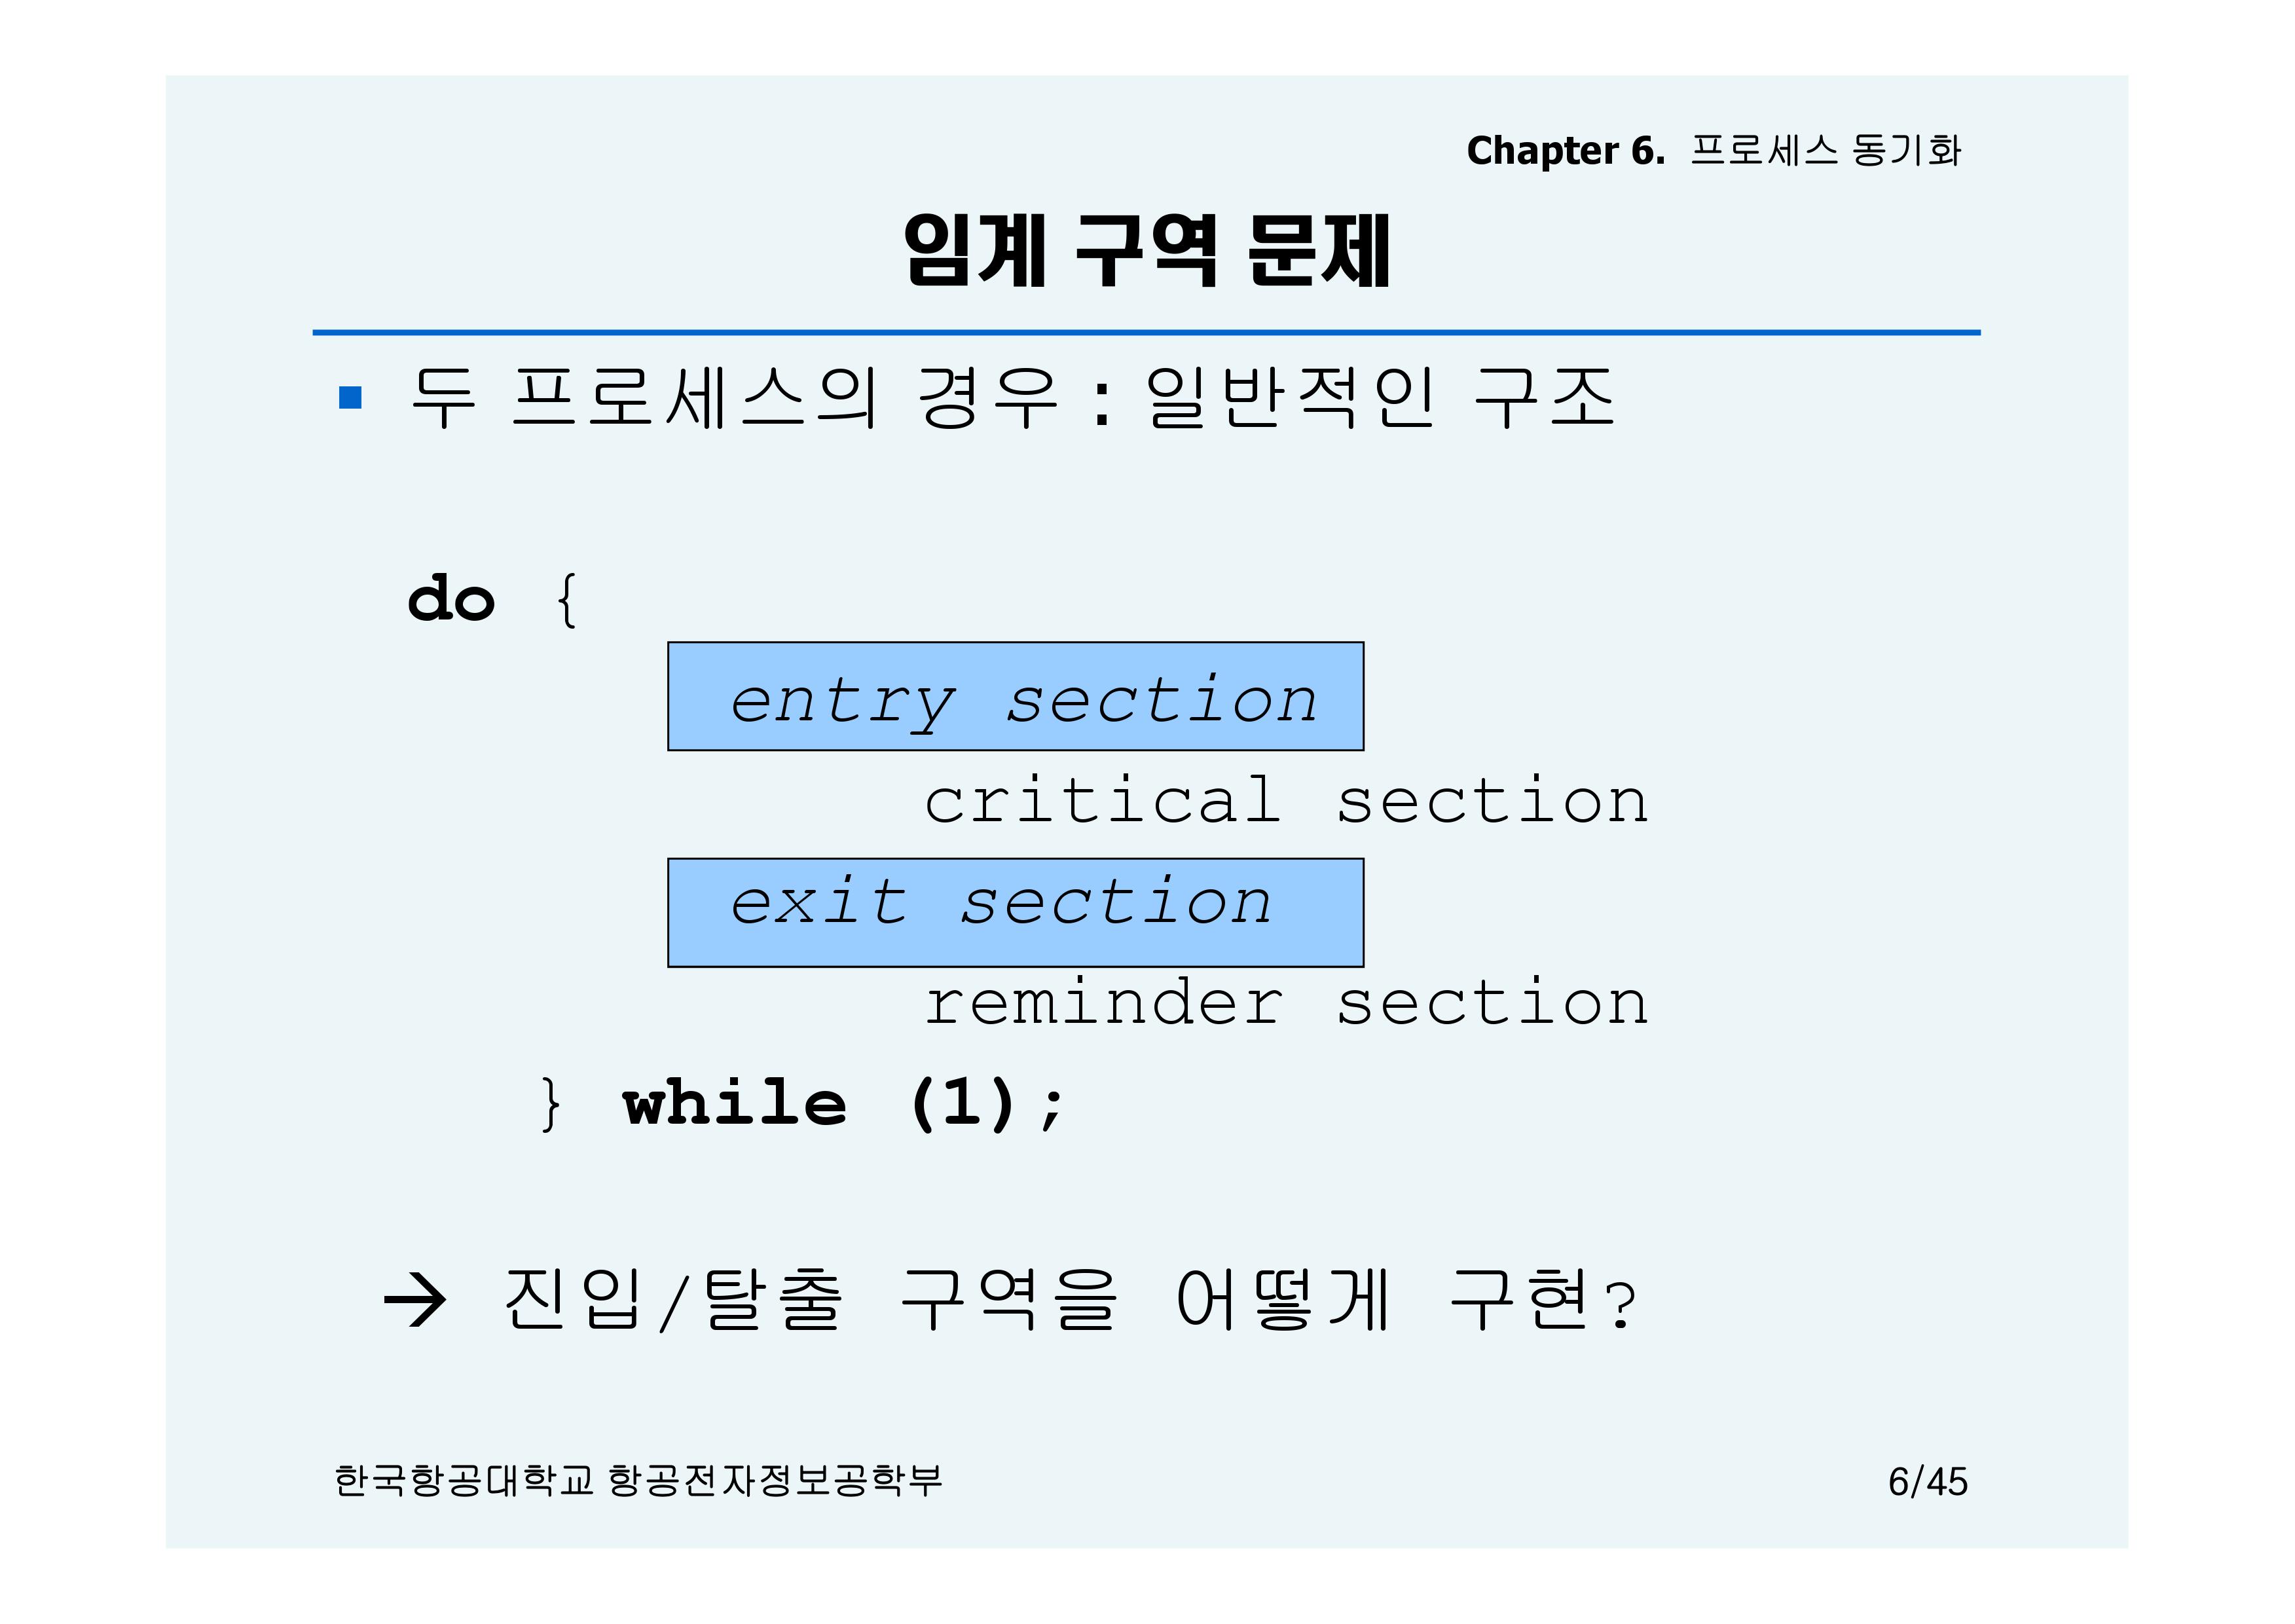 Chapter 6. 프로세스 동기화
임계 구역 문제
두 프로세스의 경우 : 일반적인 구조
do {
entry section
critical section
exit section
reminder section
} while (1);
→ 진입/탈출 구역을 어떻게 구현?
한국항공대학교 항공전자정보공학부
6/45